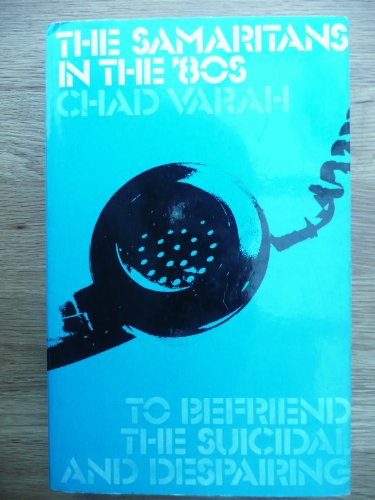 THE SAMARITANS
IN THE '80S
CHAD VARAH
TO BEFRIEND
THE SUICIDAL
AND DESPAIRING